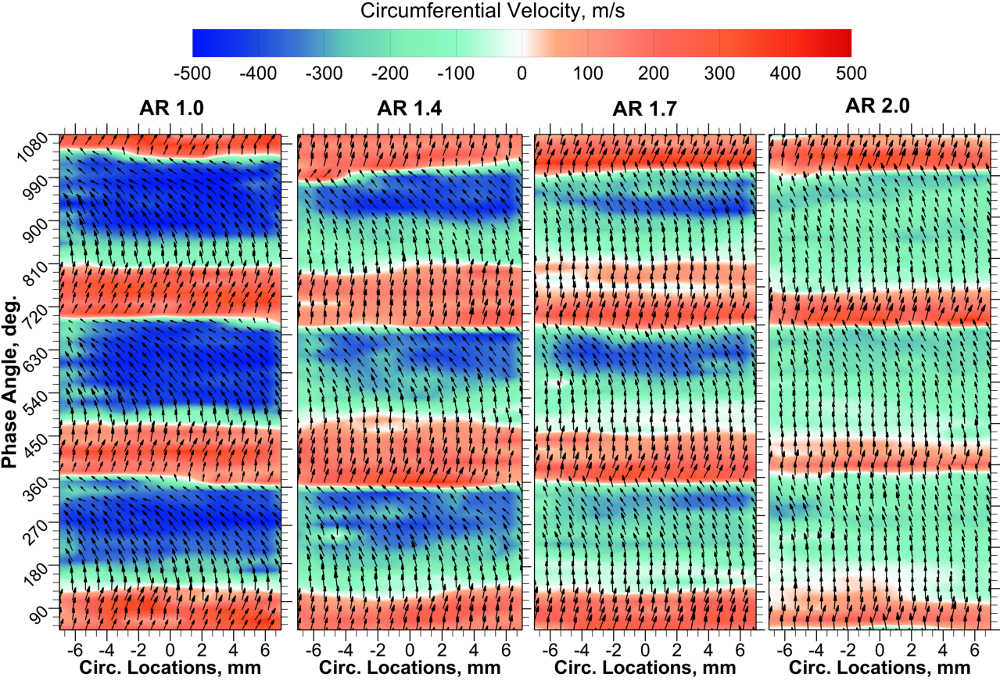 Circumferential Velocity, m/s
-500 -400 -300 -200 -100 0 100 200 300 400 500
AR 1.0 AR 1.4 AR 1.7 AR 2.0
Phase Angle, deg.
1080
990
900
810
720
630
540
450
360
270
180
90
-6 -4 -2 0 2 4 6 -6 -4 -2 0 2 4 6 -6 -4 -2 0 2 4 6 -6 -4 -2 0 2 4 6
Circ. Locations, mm Circ. Locations, mm Circ. Locations, mm Circ. Locations, mm